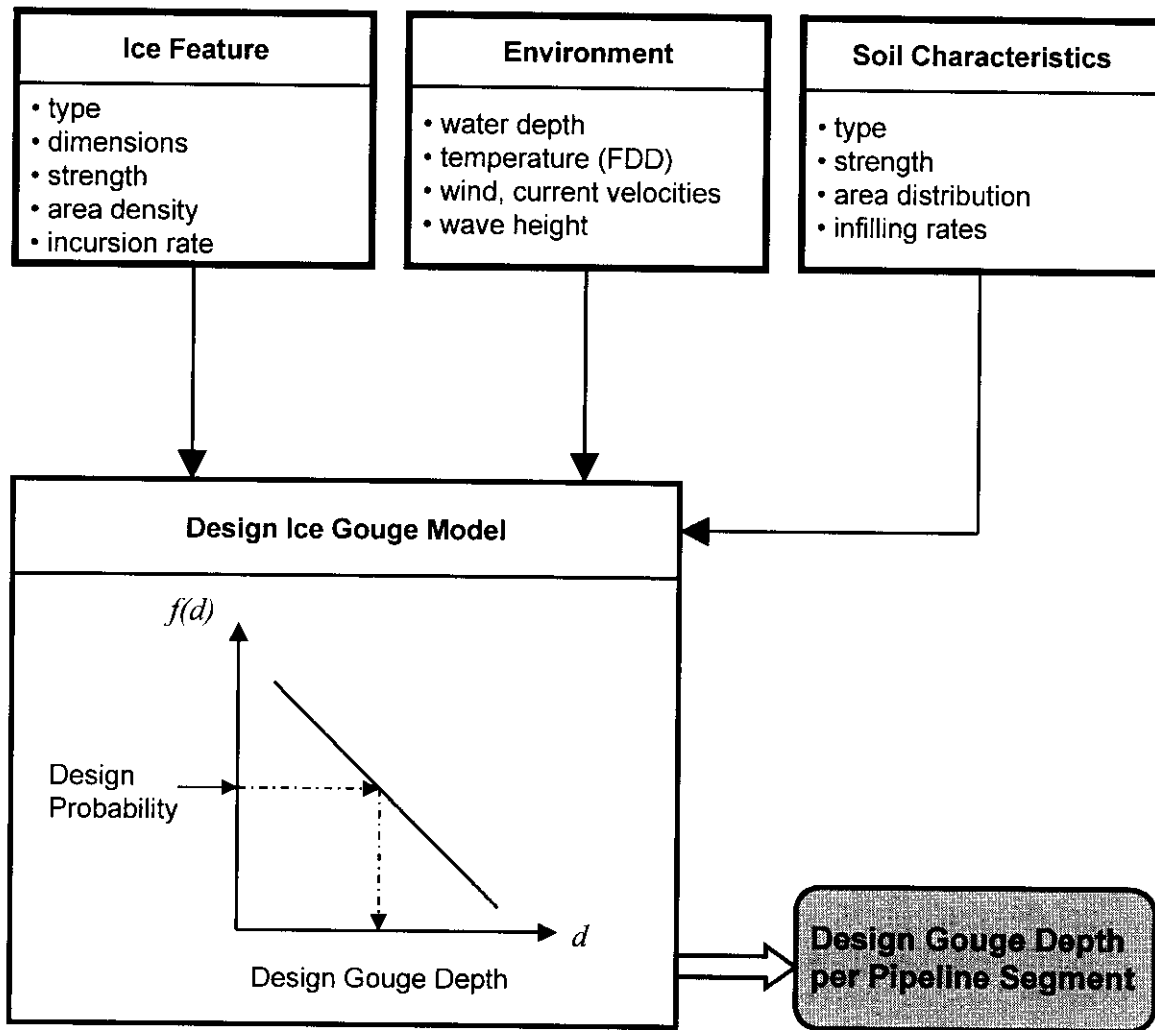 Ice Feature
• type
• dimensions
• strength
• area density
• incursion rate
Environment
• water depth
• temperature (FDD)
• wind, current velocities
• wave height
Soil Characteristics
• type
• strength
• area distribution
• infilling rates
Design Ice Gouge Model
f(d)
Design
Probability
d
Design Gouge Depth
Design Gouge Depth
per Pipeline Segment